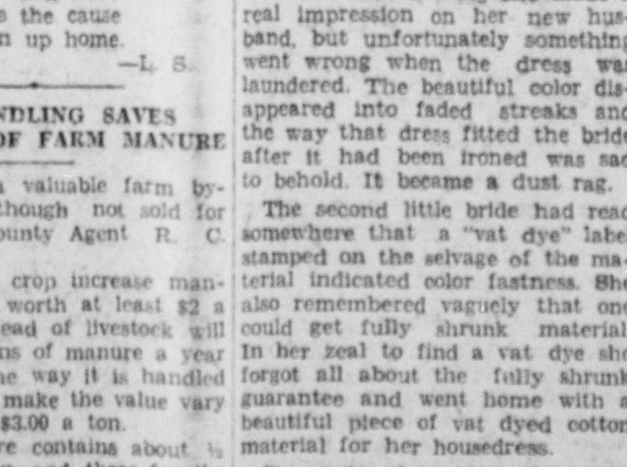 s the cause
n up home.
—L. S.
NDLING SAVES
OF FARM MANURE
a valuable farm by-
though not sold for
ounty Agent R. C.
crop increase man-
worth at least $2 a
ead of livestock will
ns of manure a year
he way it is handled
make the value vary
$3.00 a ton.
re contains about ½
real impression on her new hus-
band, but unfortunately something
went wrong when the dress was
laundered. The beautiful color dis-
appeared into faded streaks and
the way that dress fitted the bride
after it had been ironed was sad
to behold. It became a dust rag.
The second little bride had read
somewhere that a "vat dye" label
stamped on the selvage of the ma-
terial indicated color fastness. She
also remembered vaguely that one
could get fully shrunk material
In her zeal to find a vat dye she
forgot all about the fully shrunk
guarantee and went home with a
beautiful piece of vat dyed cotton
material for her housedress.